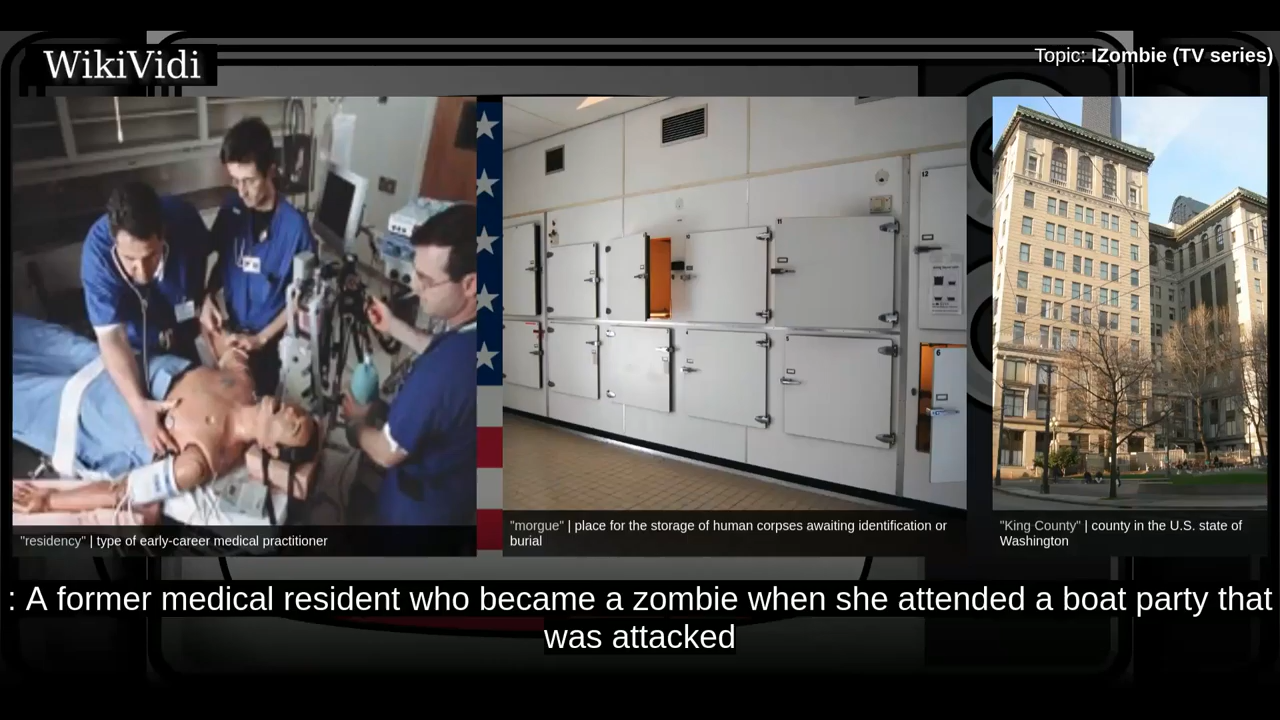 WikiVidi
Topic: IZombie (TV series)
"residency" | type of early-career medical practitioner
"morgue" | place for the storage of human corpses awaiting identification or
burial
"King County" | county in the U.S. state of
Washington
: A former medical resident who became a zombie when she attended a boat party that
was attacked